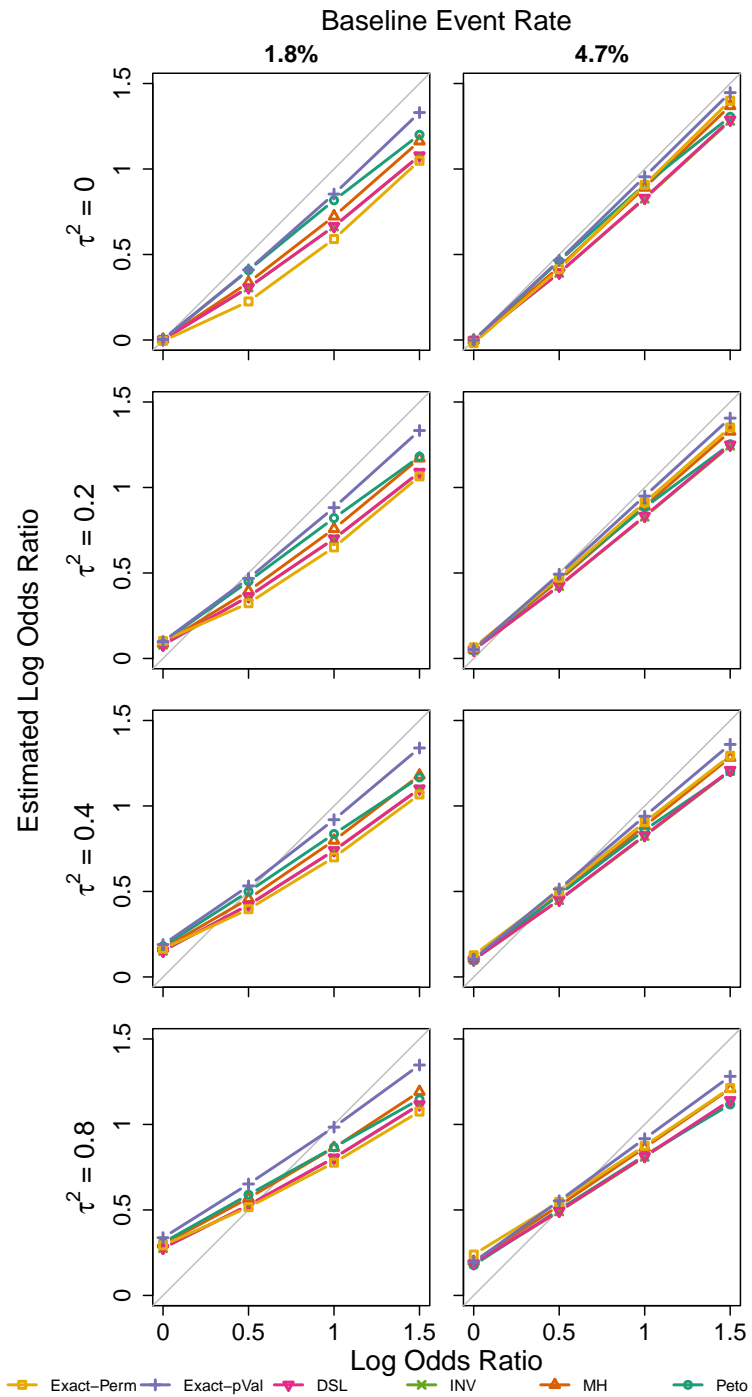 Baseline Event Rate
1.8% 4.7%
Estimated Log Odds Ratio
τ² = 0
1.5
1
0.5
0
τ² = 0.2
1.5
1
0.5
0
τ² = 0.4
1.5
1
0.5
0
τ² = 0.8
1.5
1
0.5
0
0 0.5 1 1.5 0 0.5 1 1.5
Log Odds Ratio
Exact−Perm Exact−pVal DSL INV MH Peto